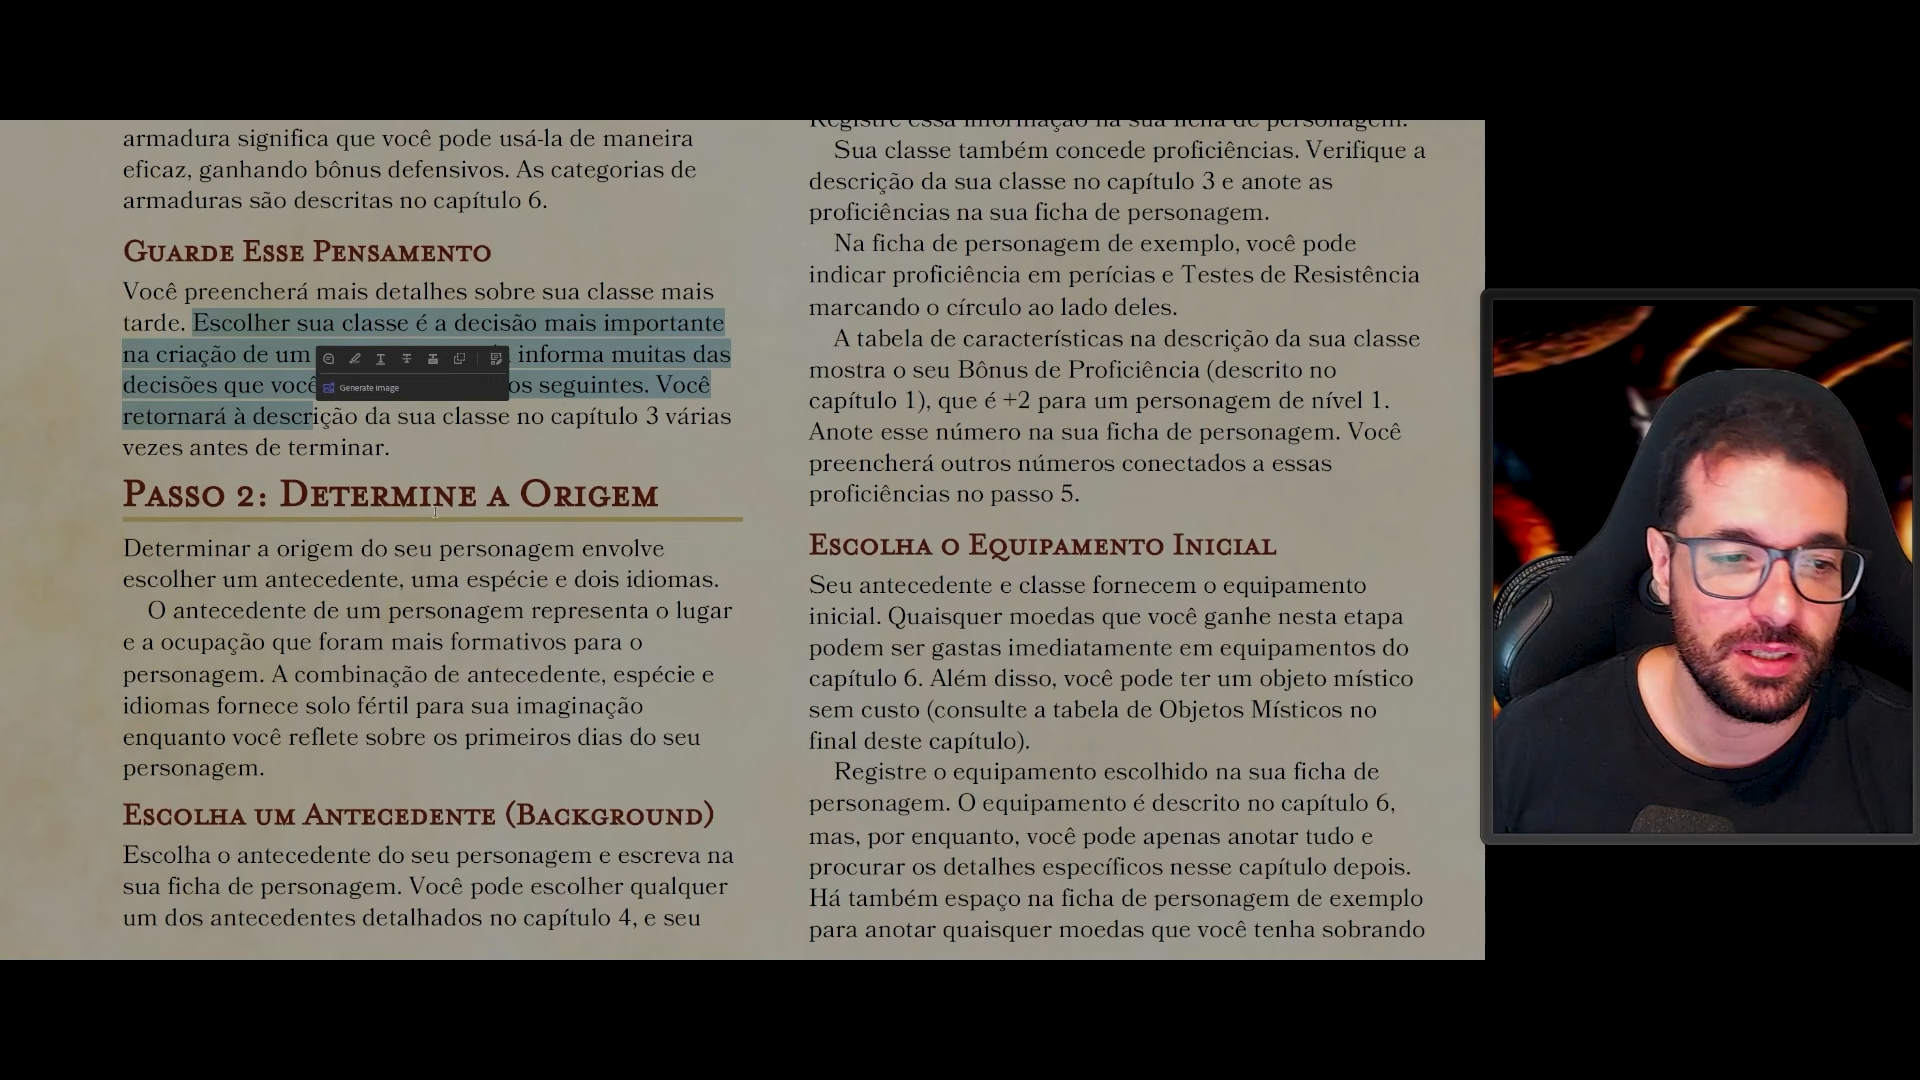 armadura significa que você pode usá-la de maneira
eficaz, ganhando bônus defensivos. As categorias de
armaduras são descritas no capítulo 6.
Guarde Esse Pensamento
Você preencherá mais detalhes sobre sua classe mais
tarde. Escolher sua classe é a decisão mais importante
na criação de um informa muitas das
decisões que você os seguintes. Você
Generate image
retornará à descrição da sua classe no capítulo 3 várias
vezes antes de terminar.
Passo 2: Determine a Origem
Determinar a origem do seu personagem envolve
escolher um antecedente, uma espécie e dois idiomas.
O antecedente de um personagem representa o lugar
e a ocupação que foram mais formativos para o
personagem. A combinação de antecedente, espécie e
idiomas fornece solo fértil para sua imaginação
enquanto você reflete sobre os primeiros dias do seu
personagem.
Escolha um Antecedente (Background)
Escolha o antecedente do seu personagem e escreva na
sua ficha de personagem. Você pode escolher qualquer
um dos antecedentes detalhados no capítulo 4, e seu
Registre essa informação na sua ficha de personagem.
Sua classe também concede proficiências. Verifique a
descrição da sua classe no capítulo 3 e anote as
proficiências na sua ficha de personagem.
Na ficha de personagem de exemplo, você pode
indicar proficiência em perícias e Testes de Resistência
marcando o círculo ao lado deles.
A tabela de características na descrição da sua classe
mostra o seu Bônus de Proficiência (descrito no
capítulo 1), que é +2 para um personagem de nível 1.
Anote esse número na sua ficha de personagem. Você
preencherá outros números conectados a essas
proficiências no passo 5.
Escolha o Equipamento Inicial
Seu antecedente e classe fornecem o equipamento
inicial. Quaisquer moedas que você ganhe nesta etapa
podem ser gastas imediatamente em equipamentos do
capítulo 6. Além disso, você pode ter um objeto místico
sem custo (consulte a tabela de Objetos Místicos no
final deste capítulo).
Registre o equipamento escolhido na sua ficha de
personagem. O equipamento é descrito no capítulo 6,
mas, por enquanto, você pode apenas anotar tudo e
procurar os detalhes específicos nesse capítulo depois.
Há também espaço na ficha de personagem de exemplo
para anotar quaisquer moedas que você tenha sobrando